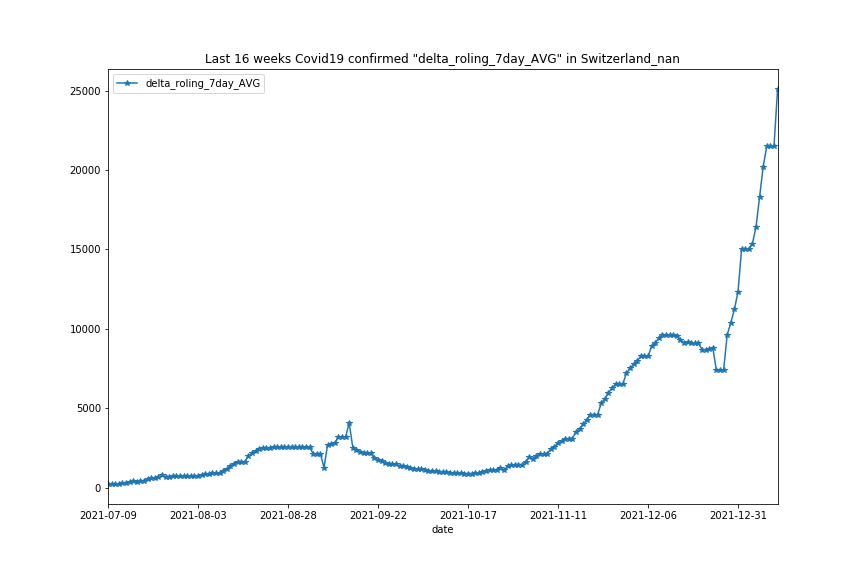 Last 16 weeks Covid19 confirmed "delta_roling_7day_AVG" in Switzerland_nan
delta_roling_7day_AVG
25000
20000
15000
10000
5000
0
2021-07-09 2021-08-03 2021-08-28 2021-09-22 2021-10-17 2021-11-11 2021-12-06 2021-12-31
date